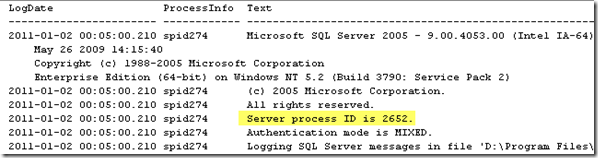 LogDate ProcessInfo Text
2011-01-02 00:05:00.210 spid274 Microsoft SQL Server 2005 - 9.00.4053.00 (Intel IA-64)
May 26 2009 14:15:40
Copyright (c) 1988-2005 Microsoft Corporation
Enterprise Edition (64-bit) on Windows NT 5.2 (Build 3790: Service Pack 2)
2011-01-02 00:05:00.210 spid274 (c) 2005 Microsoft Corporation.
2011-01-02 00:05:00.210 spid274 All rights reserved.
2011-01-02 00:05:00.210 spid274 Server process ID is 2652.
2011-01-02 00:05:00.210 spid274 Authentication mode is MIXED.
2011-01-02 00:05:00.210 spid274 Logging SQL Server messages in file 'D:\Program Files\